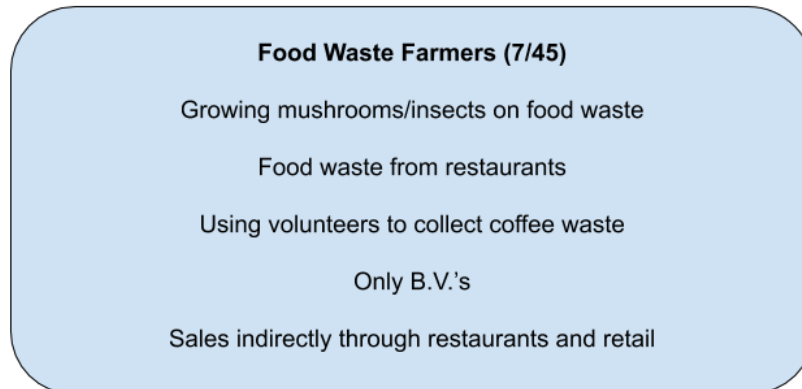 Food Waste Farmers (7/45)
Growing mushrooms/insects on food waste
Food waste from restaurants
Using volunteers to collect coffee waste
Only B.V.'s
Sales indirectly through restaurants and retail